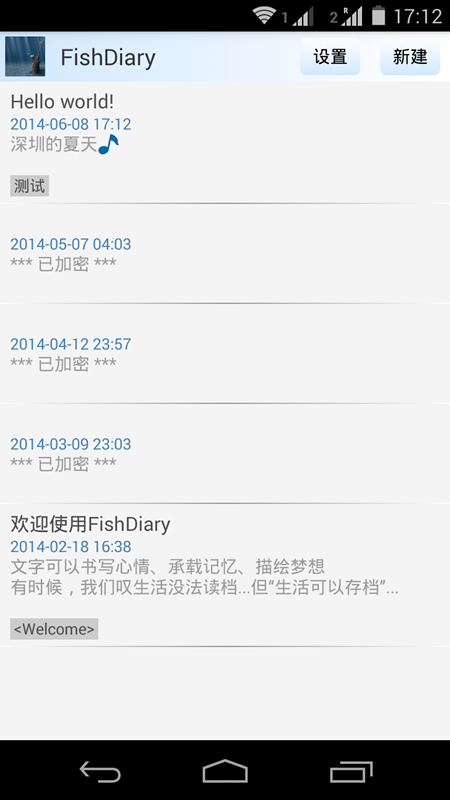 1 2 R 17:12
FishDiary 设置 新建
Hello world!
2014-06-08 17:12
深圳的夏天
测试
2014-05-07 04:03
*** 已加密 ***
2014-04-12 23:57
*** 已加密 ***
2014-03-09 23:03
*** 已加密 ***
欢迎使用FishDiary
2014-02-18 16:38
文字可以书写心情、承载记忆、描绘梦想
有时候，我们叹生活没法读档...但“生活可以存档”...
<Welcome>